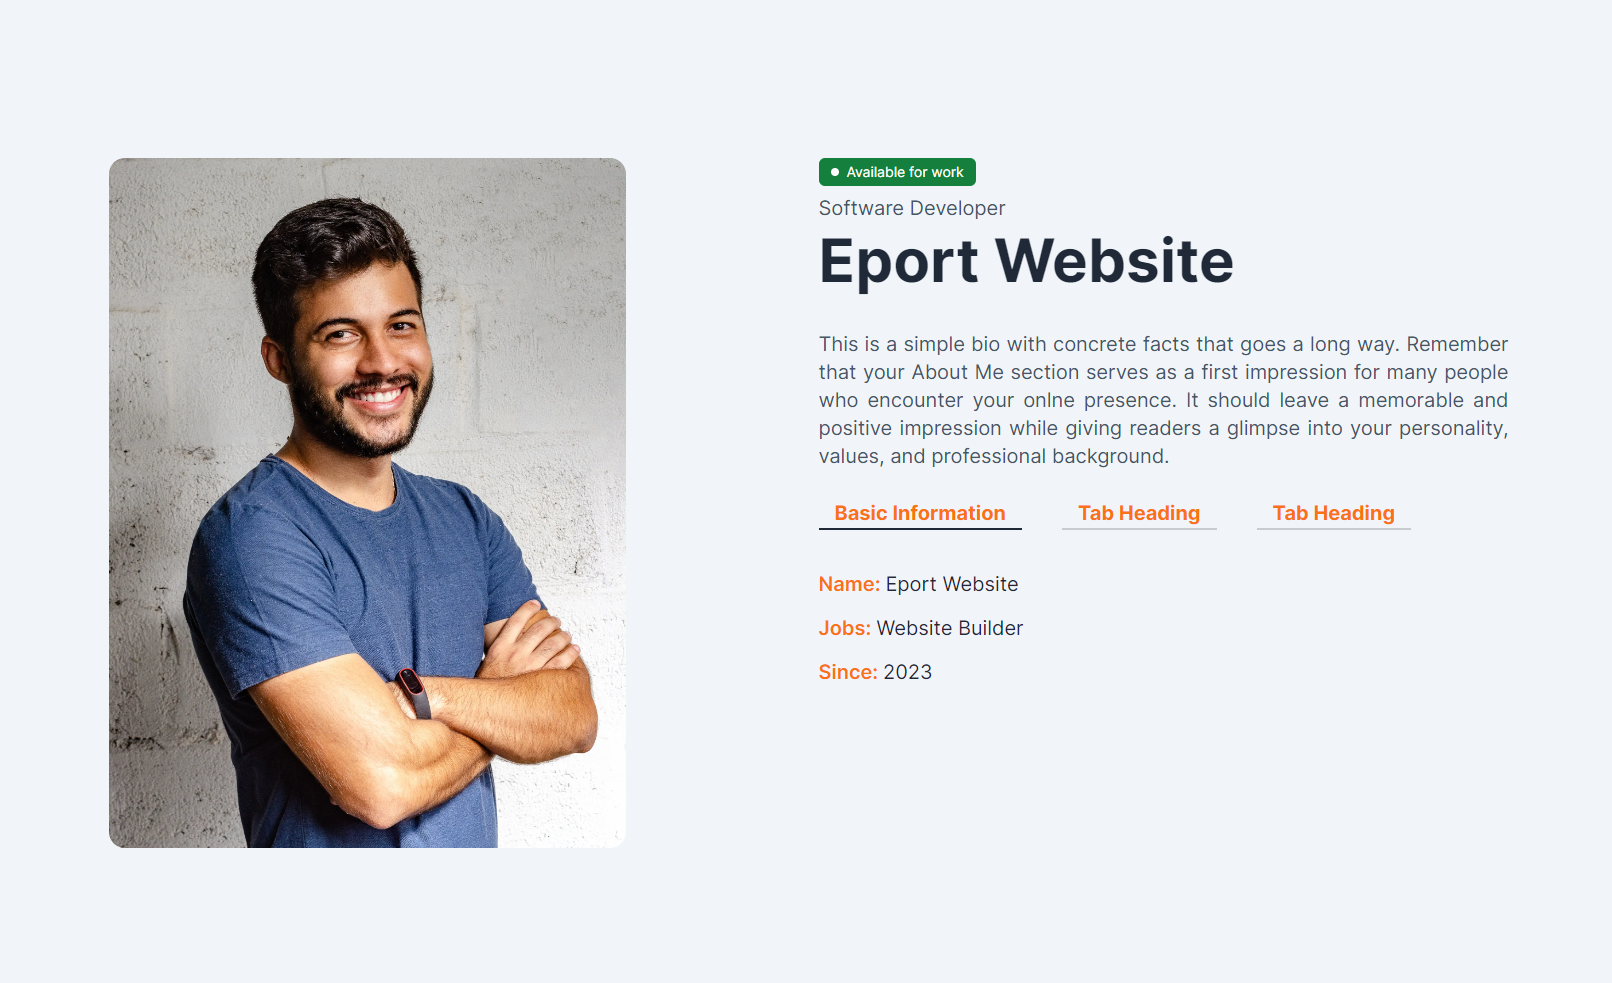 Available for work
Software Developer
Eport Website
This is a simple bio with concrete facts that goes a long way. Remember
that your About Me section serves as a first impression for many people
who encounter your onlne presence. It should leave a memorable and
positive impression while giving readers a glimpse into your personality,
values, and professional background.
Basic Information Tab Heading Tab Heading
Name: Eport Website
Jobs: Website Builder
Since: 2023